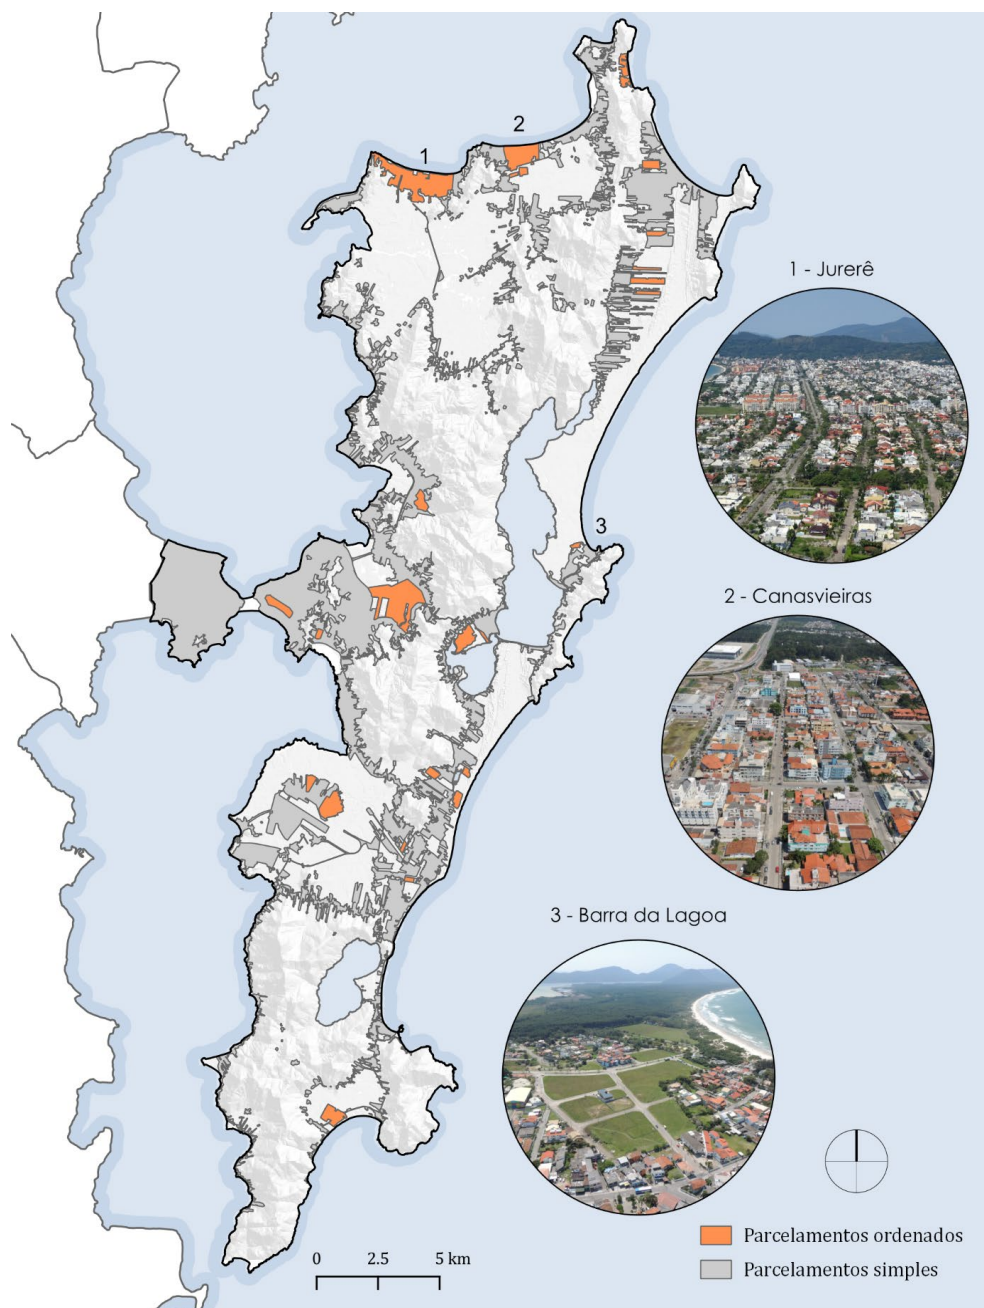 2
1
1 - Jurerê
3
2 - Canasvieiras
3 - Barra da Lagoa
Parcelamentos ordenados
0 2.5 5 km
Parcelamentos simples